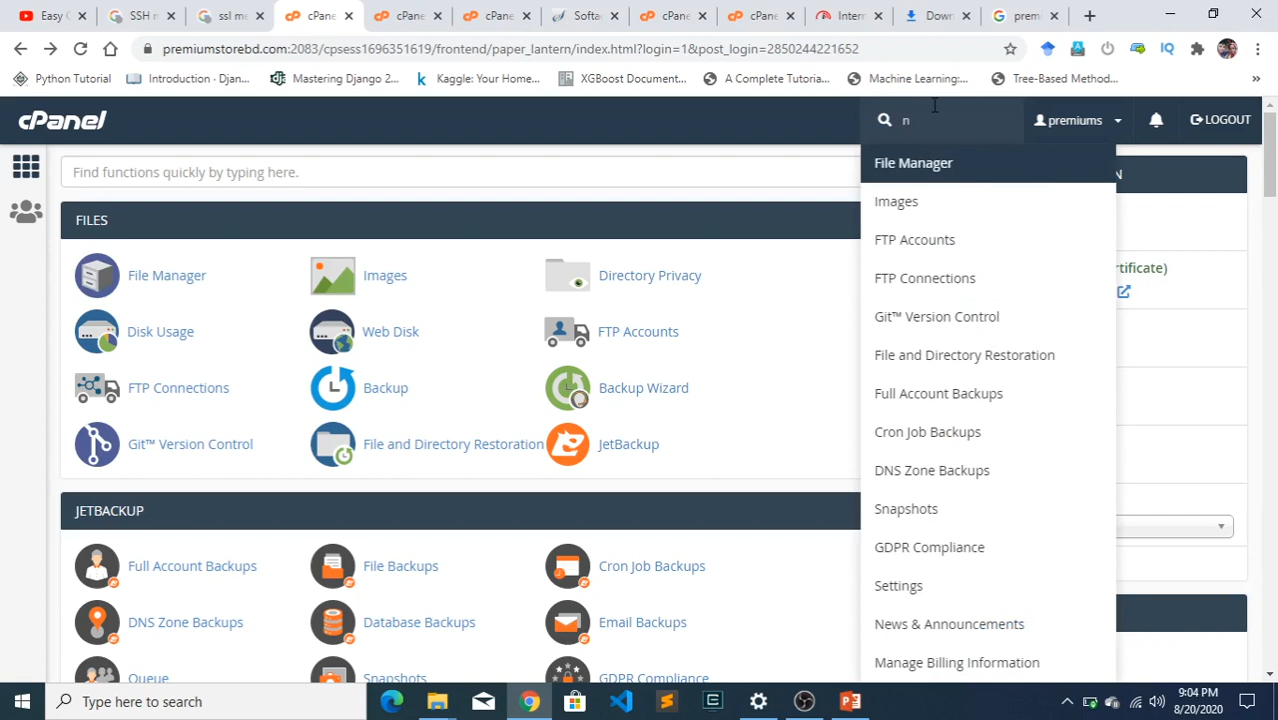 Easy C
SSH n
ssl me
cPane
cPane
cPane
Softac
cPane
cPane
Intern
Down
premi
premiumstorebd.com:2083/cpsess1696351619/frontend/paper_lantern/index.html?login=1&post_login=2850244221652
Python Tutorial
Introduction · Djan...
Mastering Django 2....
Kaggle: Your Home...
XGBoost Document...
A Complete Tutoria...
Machine Learning:...
Tree-Based Method...
cPanel
n
premiums
LOGOUT
Find functions quickly by typing here.
N
FILES
File Manager
Images
Directory Privacy
Disk Usage
Web Disk
FTP Accounts
FTP Connections
Backup
Backup Wizard
Git™ Version Control
File and Directory Restoration
JetBackup
JETBACKUP
Full Account Backups
File Backups
Cron Job Backups
DNS Zone Backups
Database Backups
Email Backups
Queue
Snapshots
GDPR Compliance
File Manager
Images
FTP Accounts
FTP Connections
Git™ Version Control
File and Directory Restoration
Full Account Backups
Cron Job Backups
DNS Zone Backups
Snapshots
GDPR Compliance
Settings
News & Announcements
Manage Billing Information
rtificate)
Type here to search
9:04 PM
8/20/2020